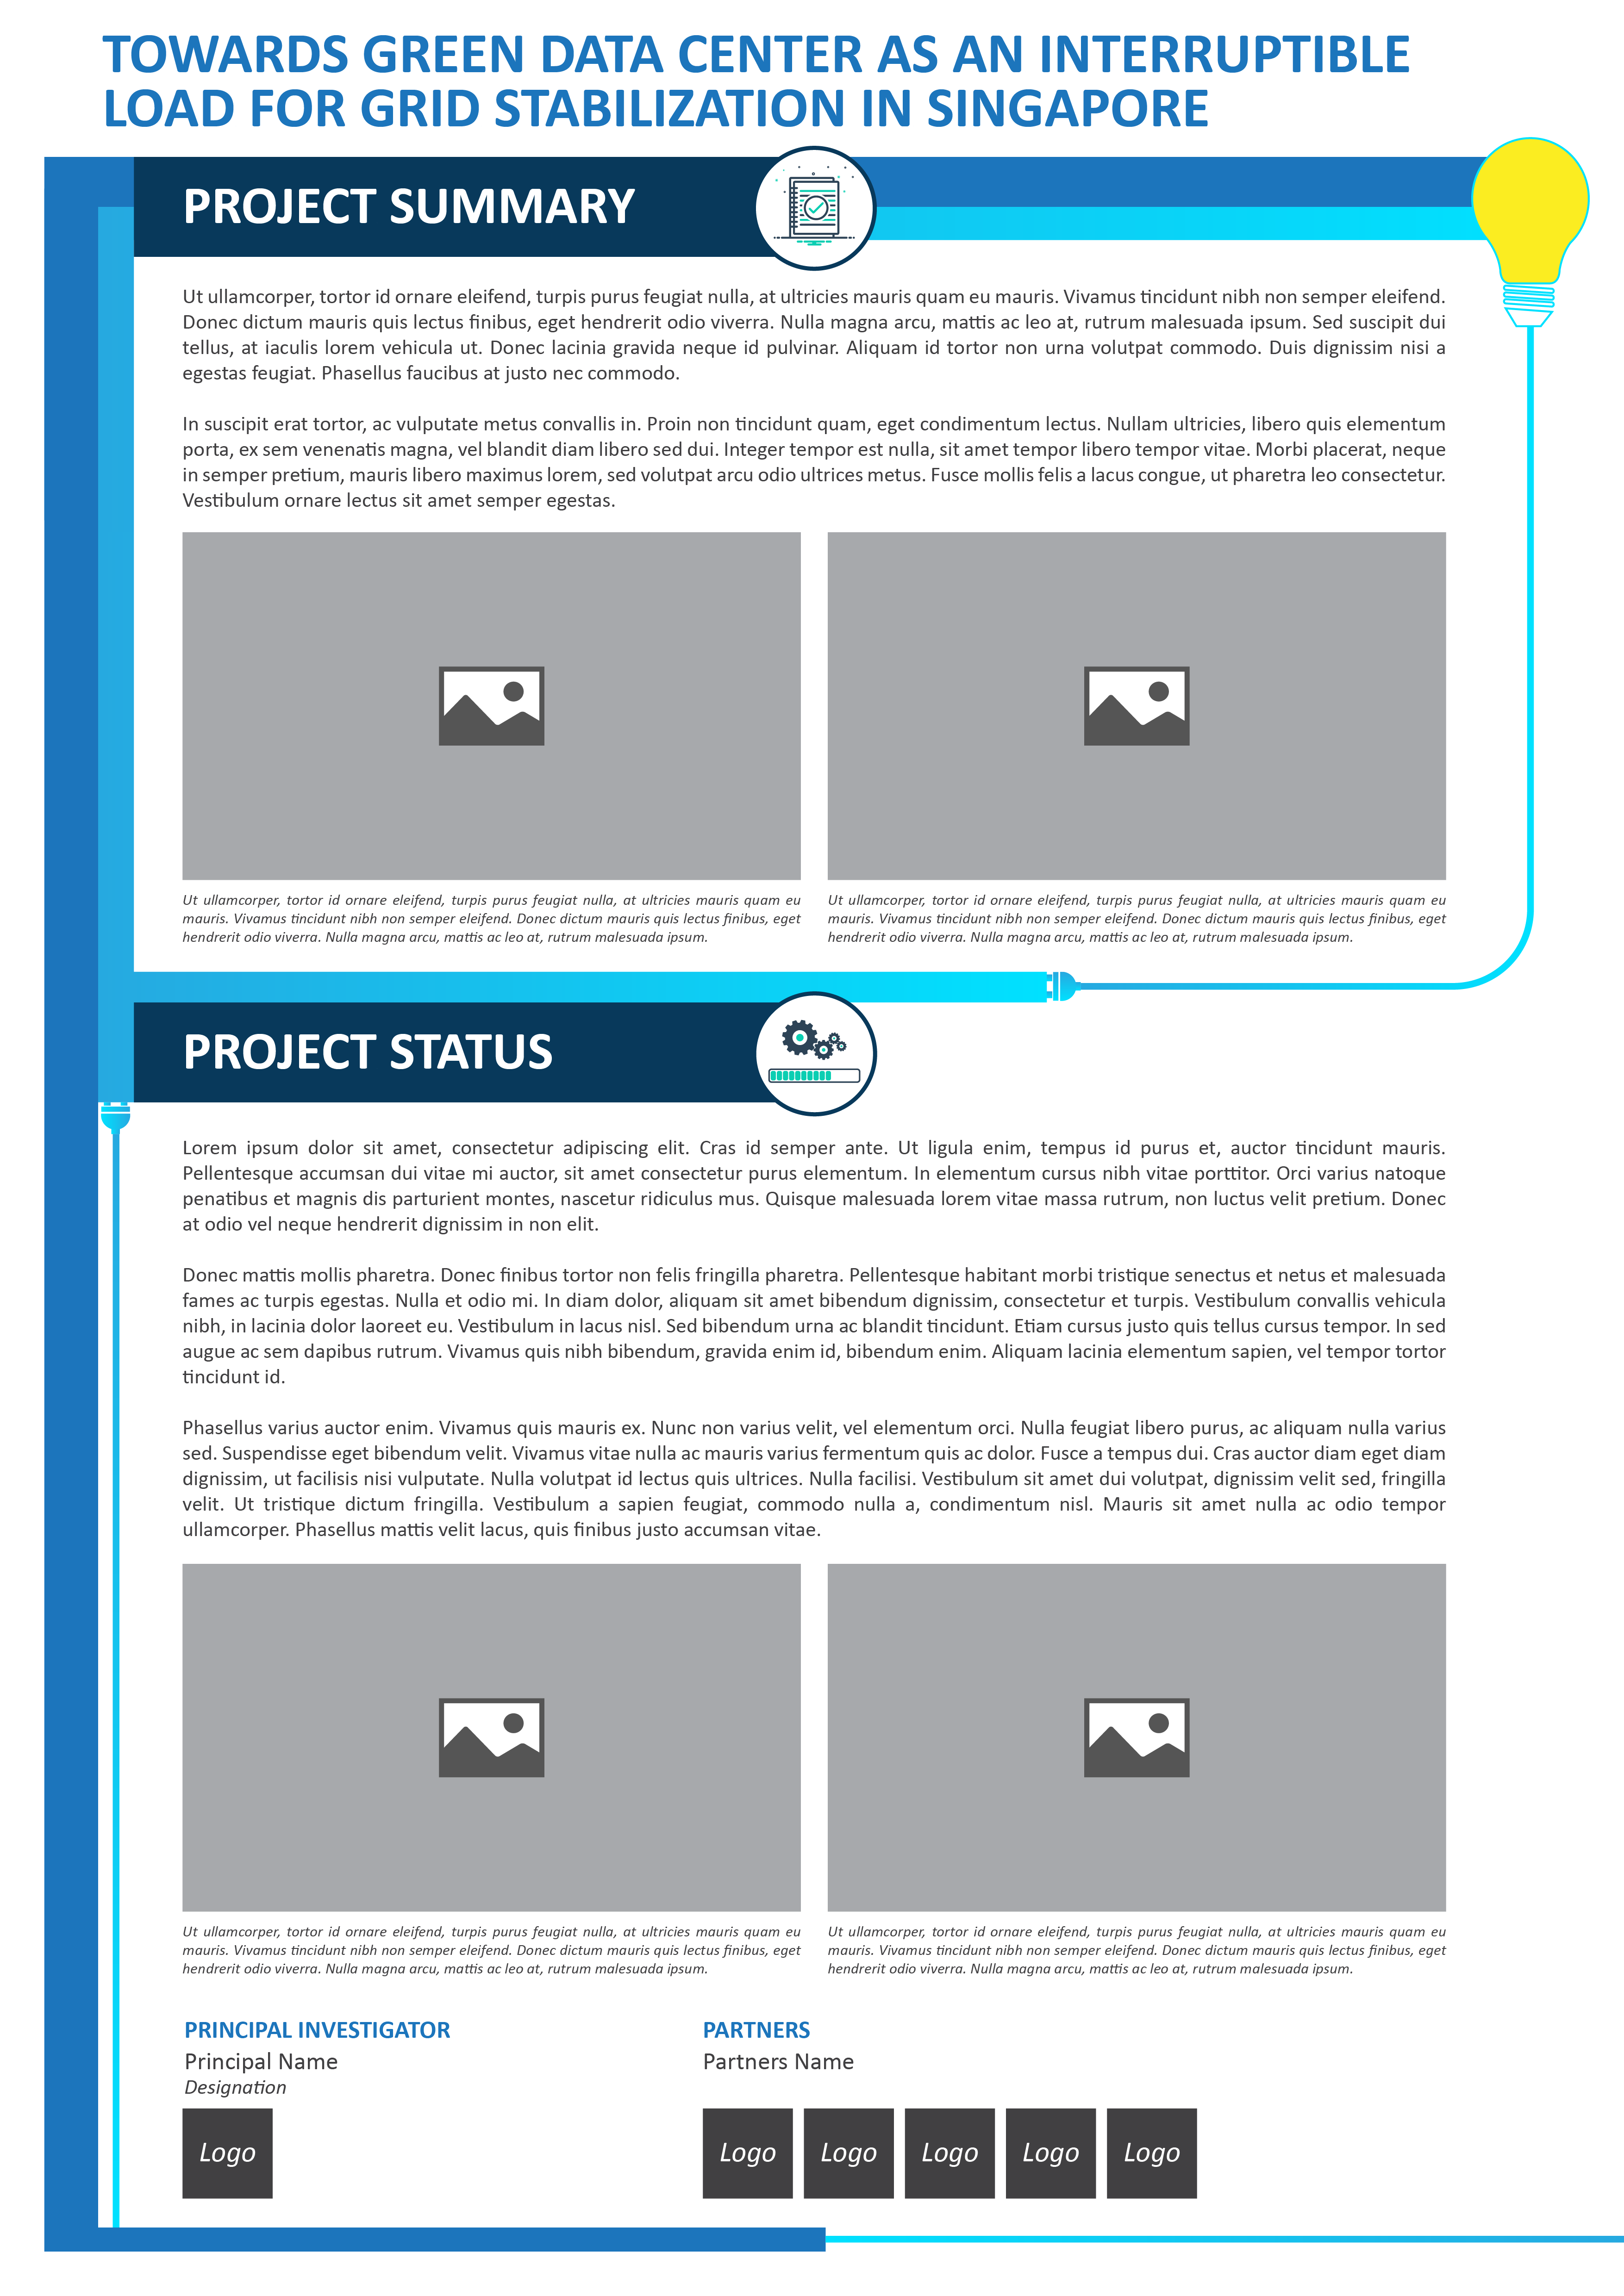 TOWARDS GREEN DATA CENTER AS AN INTERRUPTIBLE
LOAD FOR GRID STABILIZATION IN SINGAPORE
PROJECT SUMMARY
Ut ullamcorper, tortor id ornare eleifend, turpis purus feugiat nulla, at ultricies mauris quam eu mauris. Vivamus tincidunt nibh non semper eleifend.
Donec dictum mauris quis lectus finibus, eget hendrerit odio viverra. Nulla magna arcu, mattis ac leo at, rutrum malesuada ipsum. Sed suscipit dui
tellus, at iaculis lorem vehicula ut. Donec lacinia gravida neque id pulvinar. Aliquam id tortor non urna volutpat commodo. Duis dignissim nisi a
egestas feugiat. Phasellus faucibus at justo nec commodo.
In suscipit erat tortor, ac vulputate metus convallis in. Proin non tincidunt quam, eget condimentum lectus. Nullam ultricies, libero quis elementum
porta, ex sem venenatis magna, vel blandit diam libero sed dui. Integer tempor est nulla, sit amet tempor libero tempor vitae. Morbi placerat, neque
in semper pretium, mauris libero maximus lorem, sed volutpat arcu odio ultrices metus. Fusce mollis felis a lacus congue, ut pharetra leo consectetur.
Vestibulum ornare lectus sit amet semper egestas.
Ut ullamcorper, tortor id ornare eleifend, turpis purus feugiat nulla, at ultricies mauris quam eu
mauris. Vivamus tincidunt nibh non semper eleifend. Donec dictum mauris quis lectus finibus, eget
hendrerit odio viverra. Nulla magna arcu, mattis ac leo at, rutrum malesuada ipsum.
Ut ullamcorper, tortor id ornare eleifend, turpis purus feugiat nulla, at ultricies mauris quam eu
mauris. Vivamus tincidunt nibh non semper eleifend. Donec dictum mauris quis lectus finibus, eget
hendrerit odio viverra. Nulla magna arcu, mattis ac leo at, rutrum malesuada ipsum.
PROJECT STATUS
Lorem ipsum dolor sit amet, consectetur adipiscing elit. Cras id semper ante. Ut ligula enim, tempus id purus et, auctor tincidunt mauris.
Pellentesque accumsan dui vitae mi auctor, sit amet consectetur purus elementum. In elementum cursus nibh vitae porttitor. Orci varius natoque
penatibus et magnis dis parturient montes, nascetur ridiculus mus. Quisque malesuada lorem vitae massa rutrum, non luctus velit pretium. Donec
at odio vel neque hendrerit dignissim in non elit.
Donec mattis mollis pharetra. Donec finibus tortor non felis fringilla pharetra. Pellentesque habitant morbi tristique senectus et netus et malesuada
fames ac turpis egestas. Nulla et odio mi. In diam dolor, aliquam sit amet bibendum dignissim, consectetur et turpis. Vestibulum convallis vehicula
nibh, in lacinia dolor laoreet eu. Vestibulum in lacus nisl. Sed bibendum urna ac blandit tincidunt. Etiam cursus justo quis tellus cursus tempor. In sed
augue ac sem dapibus rutrum. Vivamus quis nibh bibendum, gravida enim id, bibendum enim. Aliquam lacinia elementum sapien, vel tempor tortor
tincidunt id.
Phasellus varius auctor enim. Vivamus quis mauris ex. Nunc non varius velit, vel elementum orci. Nulla feugiat libero purus, ac aliquam nulla varius
sed. Suspendisse eget bibendum velit. Vivamus vitae nulla ac mauris varius fermentum quis ac dolor. Fusce a tempus dui. Cras auctor diam eget diam
dignissim, ut facilisis nisi vulputate. Nulla volutpat id lectus quis ultrices. Nulla facilisi. Vestibulum sit amet dui volutpat, dignissim velit sed, fringilla
velit. Ut tristique dictum fringilla. Vestibulum a sapien feugiat, commodo nulla a, condimentum nisl. Mauris sit amet nulla ac odio tempor
ullamcorper. Phasellus mattis velit lacus, quis finibus justo accumsan vitae.
Ut ullamcorper, tortor id ornare eleifend, turpis purus feugiat nulla, at ultricies mauris quam eu
mauris. Vivamus tincidunt nibh non semper eleifend. Donec dictum mauris quis lectus finibus, eget
hendrerit odio viverra. Nulla magna arcu, mattis ac leo at, rutrum malesuada ipsum.
Ut ullamcorper, tortor id ornare eleifend, turpis purus feugiat nulla, at ultricies mauris quam eu
mauris. Vivamus tincidunt nibh non semper eleifend. Donec dictum mauris quis lectus finibus, eget
hendrerit odio viverra. Nulla magna arcu, mattis ac leo at, rutrum malesuada ipsum.
PRINCIPAL INVESTIGATOR
Principal Name
Designation
Logo
PARTNERS
Partners Name
Logo Logo Logo Logo Logo